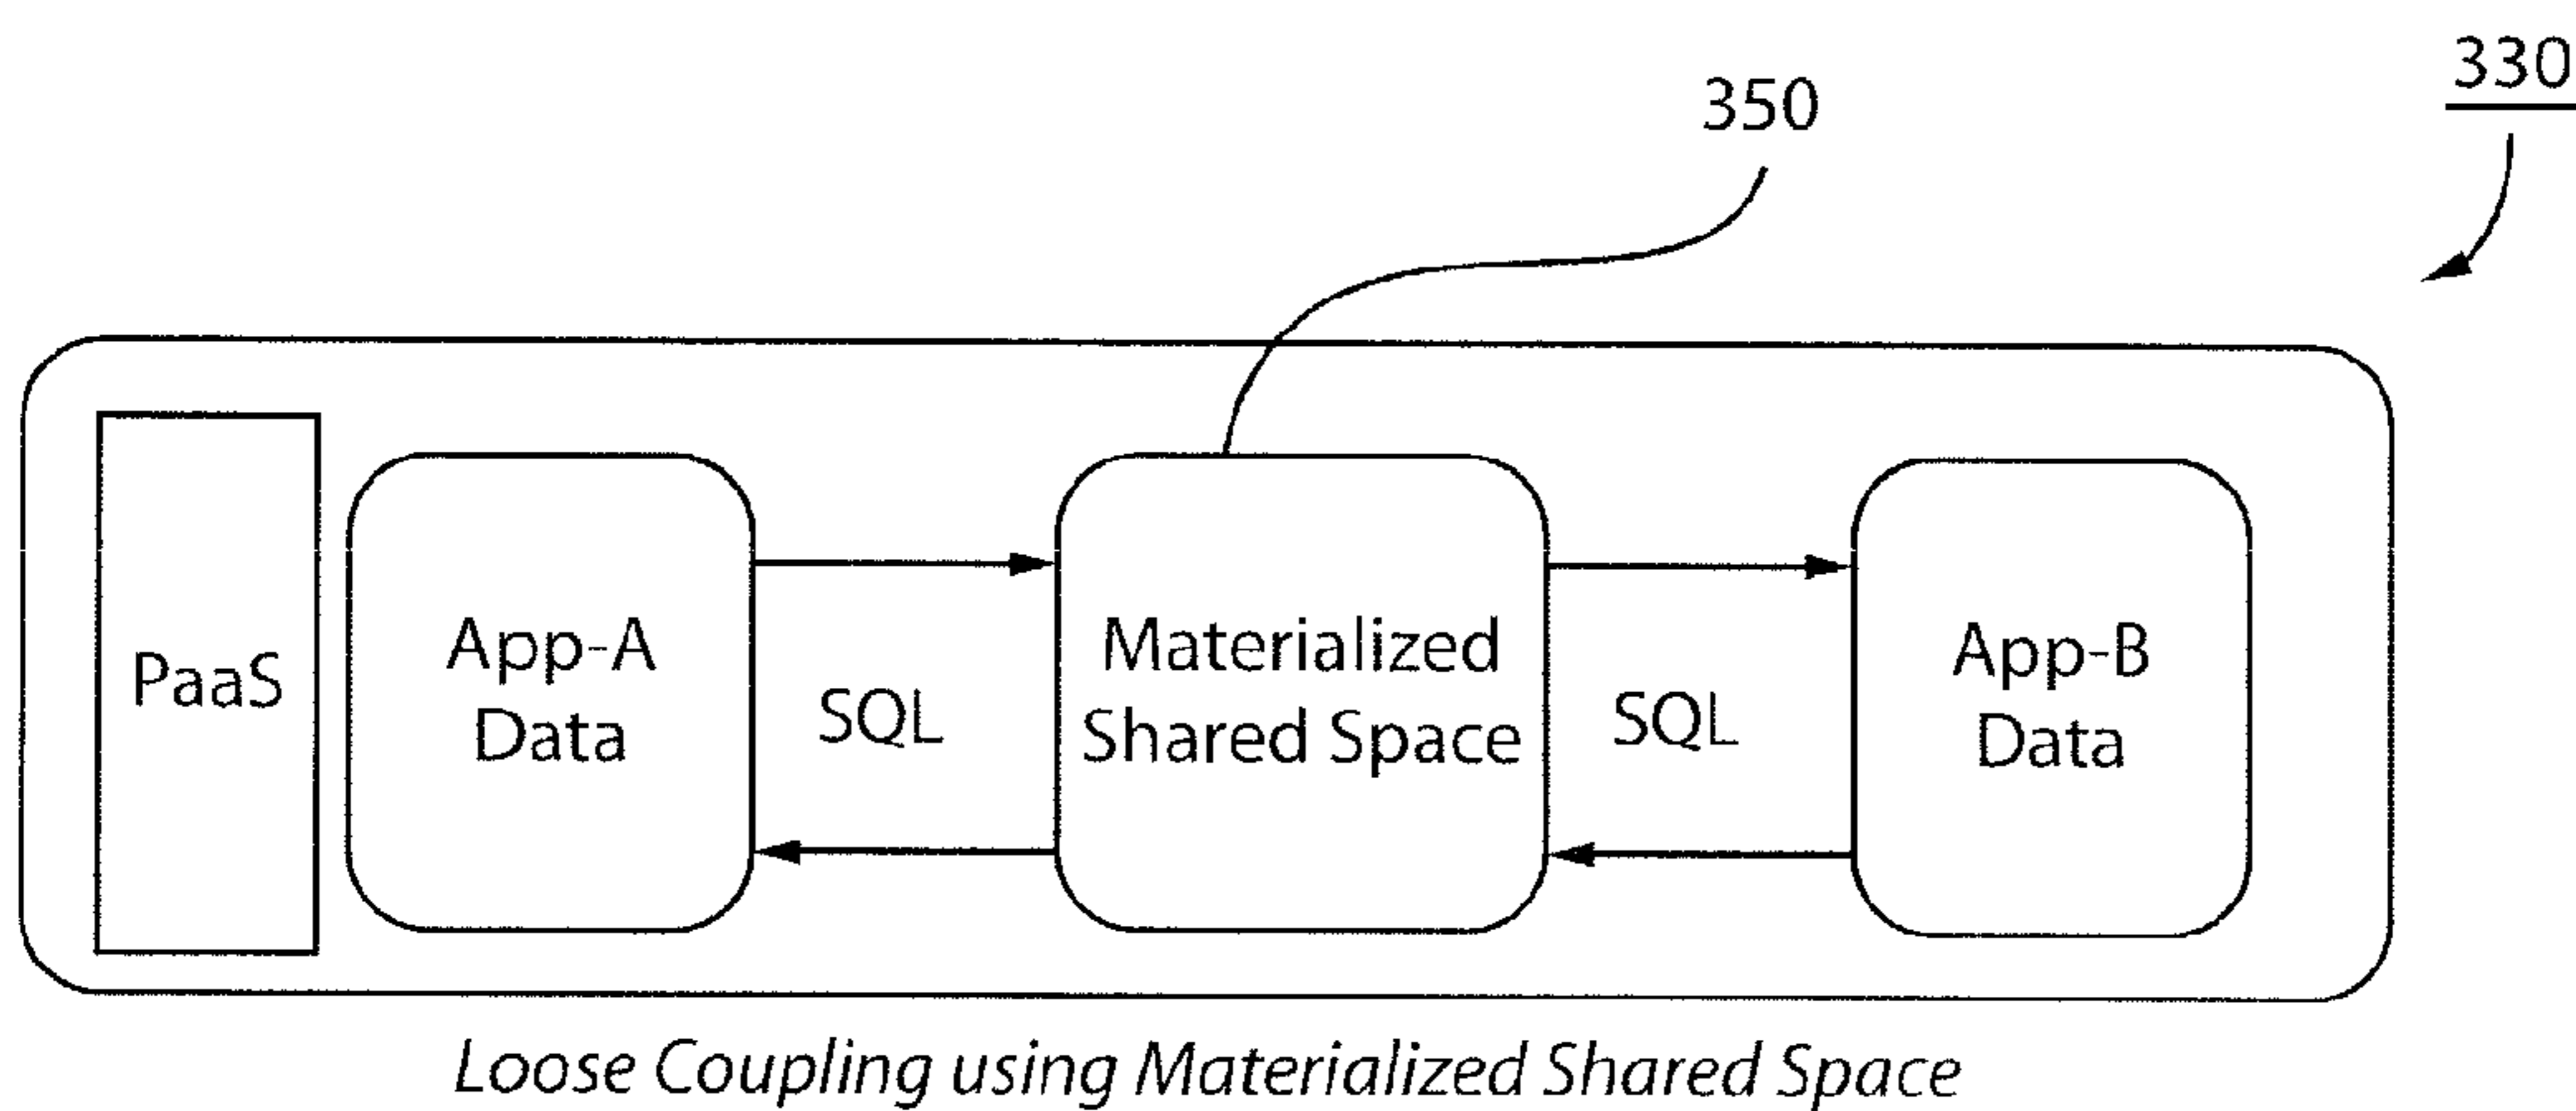 330
350
PaaS
App-A
Data
SQL
Materialized
Shared Space
SQL
App-B
Data
Loose Coupling using Materialized Shared Space